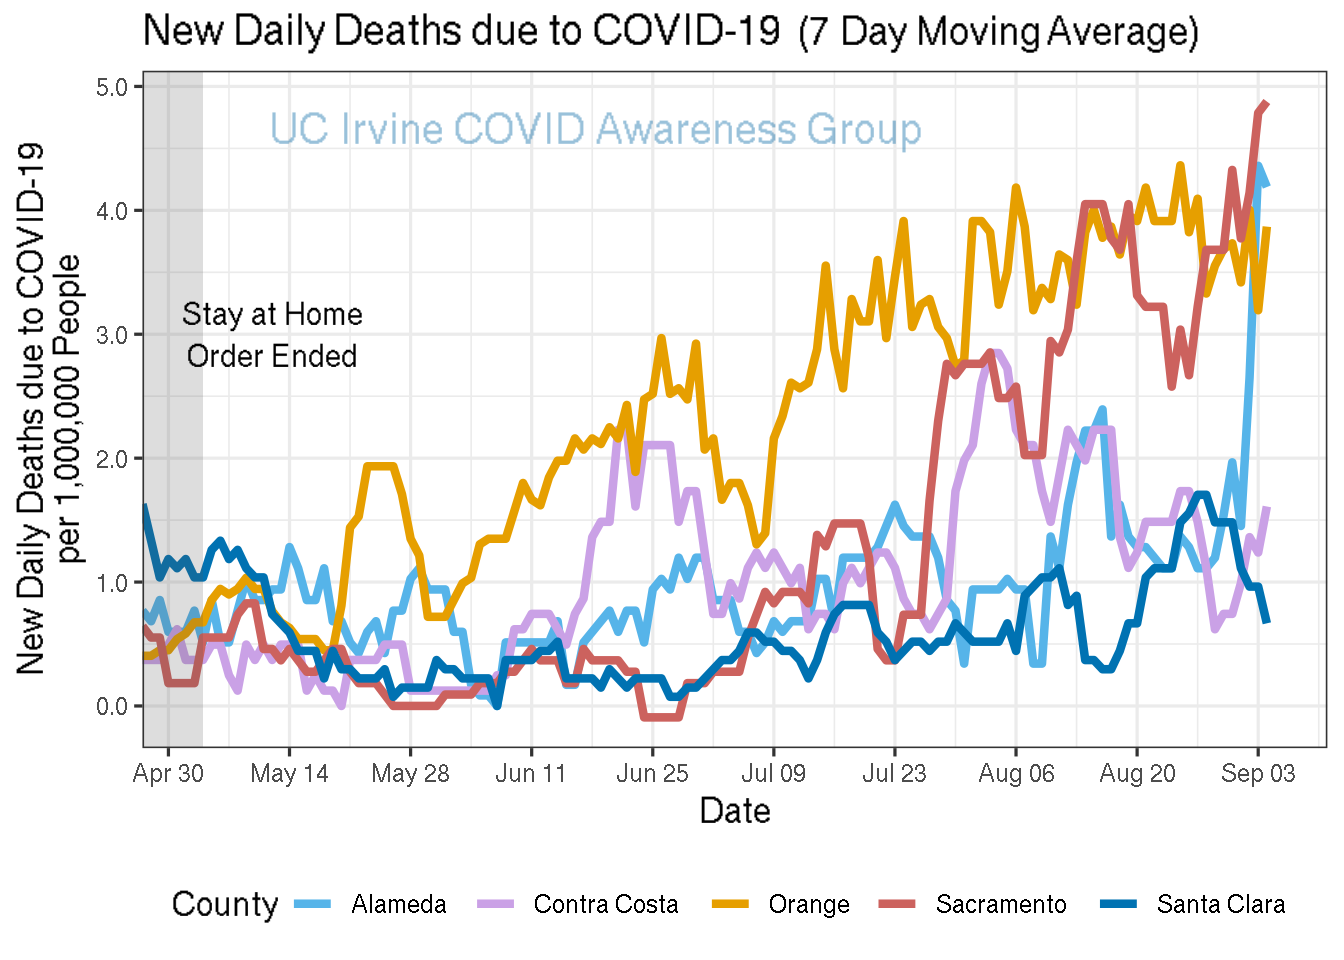 New Daily Deaths due to COVID-19 (7 Day Moving Average)
UC Irvine COVID Awareness Group
Stay at Home
Order Ended
New Daily Deaths due to COVID-19
per 1,000,000 People
5.0
4.0
3.0
2.0
1.0
0.0
Apr 30 May 14 May 28 Jun 11 Jun 25 Jul 09 Jul 23 Aug 06 Aug 20 Sep 03
Date
County Alameda Contra Costa Orange Sacramento Santa Clara